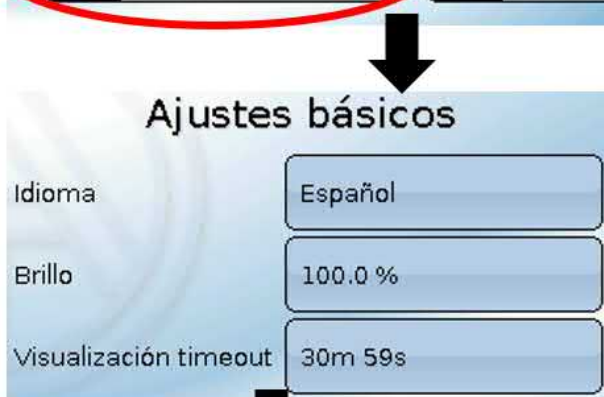 Ajustes básicos
Idioma Español
Brillo 100.0 %
Visualización timeout 30m 59s